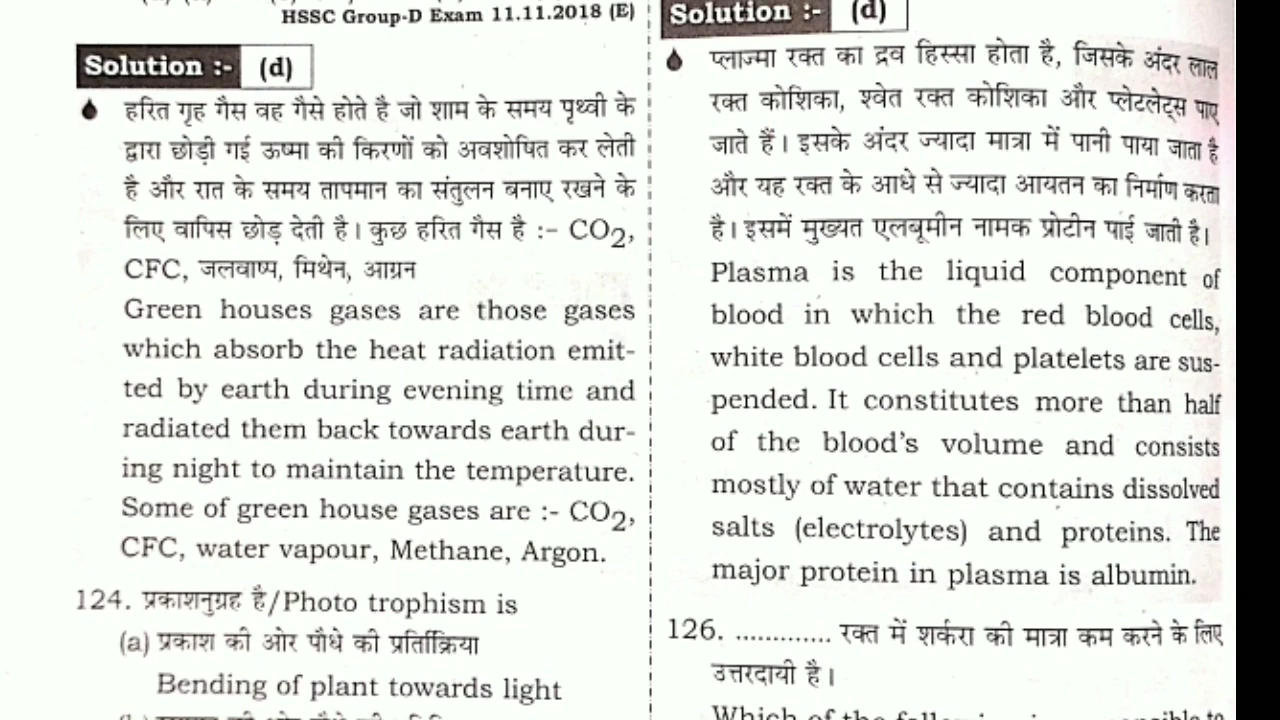 HSSC Group-D Exam 11.11.2018 (E)
Solution :- (d)
हरित गृह गैस वह गैसे होते है जो शाम के समय पृथ्वी के
द्वारा छोड़ी गई ऊष्मा की किरणों को अवशोषित कर लेती
है और रात के समय तापमान का संतुलन बनाए रखने के
लिए वापिस छोड़ देती है। कुछ हरित गैस है :– CO₂,
CFC, जलवाष्प, मिथेन, आग्रन
Green houses gases are those gases
which absorb the heat radiation emit-
ted by earth during evening time and
radiated them back towards earth dur-
ing night to maintain the temperature.
Some of green house gases are :- CO₂,
CFC, water vapour, Methane, Argon.
124. प्रकाशनुग्रह है/Photo trophism is
(a) प्रकाश की ओर पौधे की प्रतिक्रिया
Bending of plant towards light
Solution :- (d)
प्लाज्मा रक्त का द्रव हिस्सा होता है, जिसके अंदर लाल
रक्त कोशिका, श्वेत रक्त कोशिका और प्लेटलेट्स पाए
जाते हैं। इसके अंदर ज्यादा मात्रा में पानी पाया जाता है
और यह रक्त के आधे से ज्यादा आयतन का निर्माण करता
है। इसमें मुख्यत एलबूमीन नामक प्रोटीन पाई जाती है।
Plasma is the liquid component of
blood in which the red blood cells,
white blood cells and platelets are sus-
pended. It constitutes more than half
of the blood's volume and consists
mostly of water that contains dissolved
salts (electrolytes) and proteins. The
major protein in plasma is albumin.
126. ............. रक्त में शर्करा की मात्रा कम करने के लिए
उत्तरदायी है।
Which of the